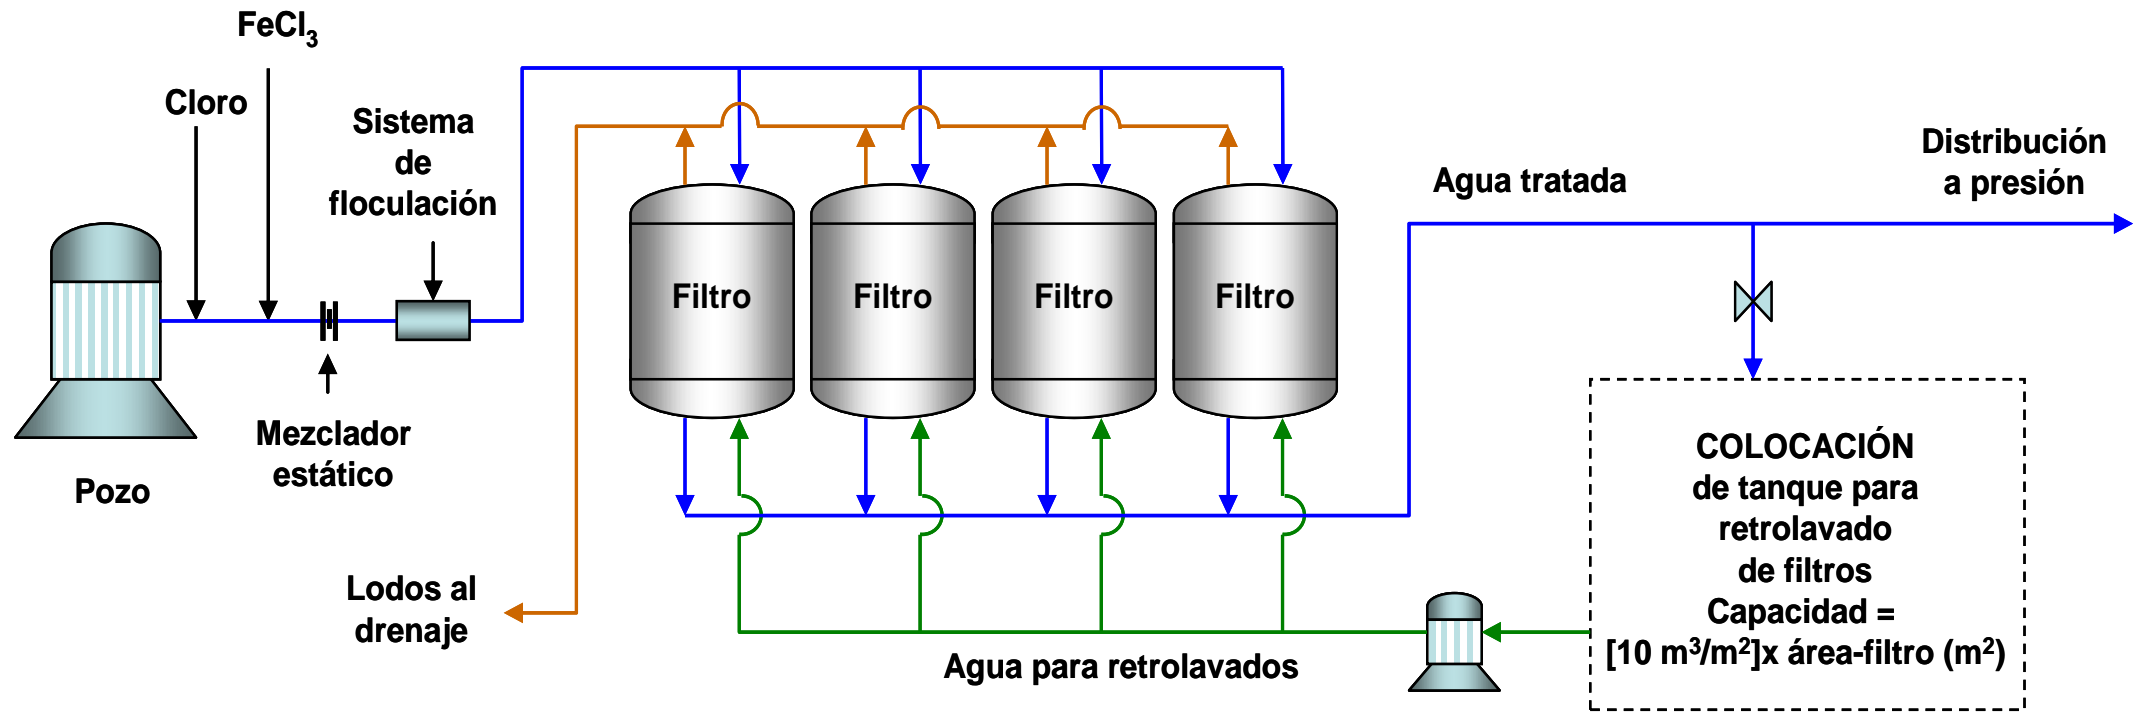 FeCl₃
Cloro
Sistema
de
floculación
Pozo
Mezclador
estático
Filtro
Filtro
Filtro
Filtro
Lodos al
drenaje
Agua para retrolavados
Agua tratada
Distribución
a presión
COLOCACIÓN
de tanque para
retrolavado
de filtros
Capacidad =
[10 m³/m²]x área-filtro (m²)